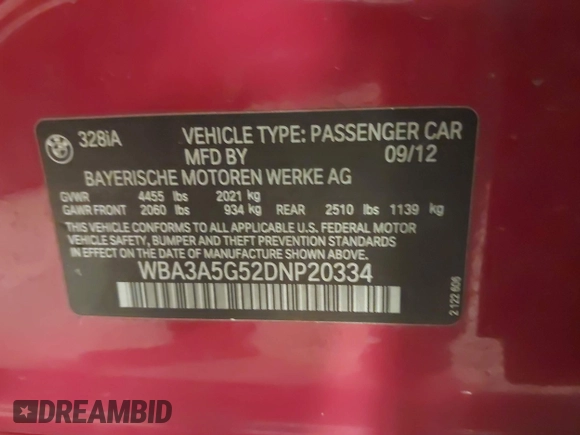 328iA VEHICLE TYPE: PASSENGER CAR
MFD BY 09/12
BAYERISCHE MOTOREN WERKE AG
GVWR 4455 lbs 2021 kg
GAWR FRONT 2060 lbs 934 kg REAR 2510 lbs 1139 kg
THIS VEHICLE CONFORMS TO ALL APPLICABLE U.S. FEDERAL MOTOR
VEHICLE SAFETY, BUMPER AND THEFT PREVENTION STANDARDS
IN EFFECT ON THE DATE OF MANUFACTURE SHOWN ABOVE.
WBA3A5G52DNP20334
2 122 606
DREAMBID